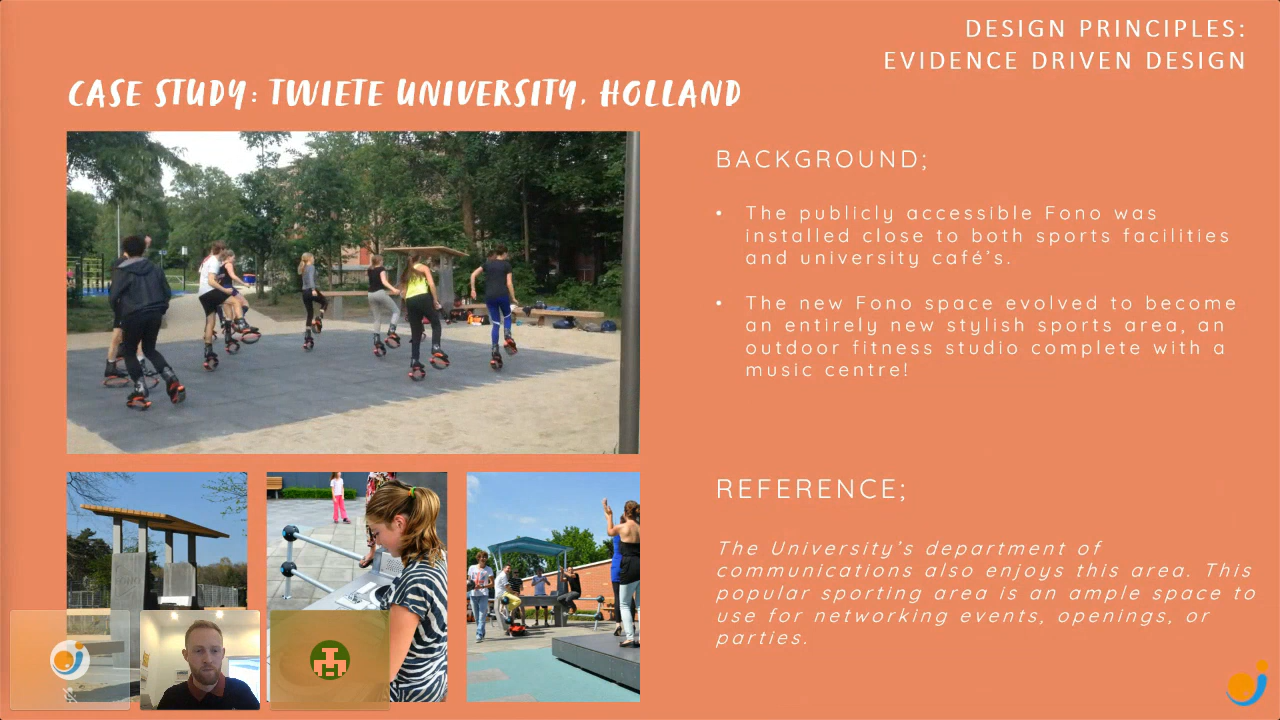 DESIGN PRINCIPLES:
EVIDENCE DRIVEN DESIGN
CASE STUDY: TWIETE UNIVERSITY, HOLLAND
BACKGROUND;
• The publicly accessible Fono was
installed close to both sports facilities
and university café's.
• The new Fono space evolved to become
an entirely new stylish sports area, an
outdoor fitness studio complete with a
music centre!
REFERENCE;
The University's department of
communications also enjoys this area. This
popular sporting area is an ample space to
use for networking events, openings, or
parties.